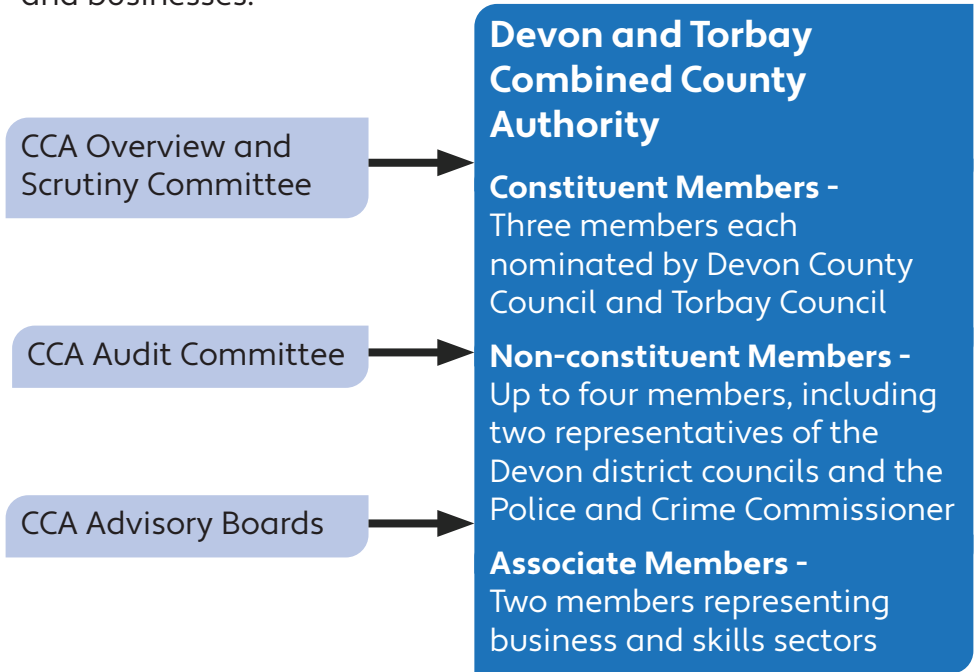 and businesses.
CCA Overview and
Scrutiny Committee
CCA Audit Committee
CCA Advisory Boards
Devon and Torbay
Combined County
Authority
Constituent Members -
Three members each
nominated by Devon County
Council and Torbay Council
Non-constituent Members -
Up to four members, including
two representatives of the
Devon district councils and the
Police and Crime Commissioner
Associate Members -
Two members representing
business and skills sectors